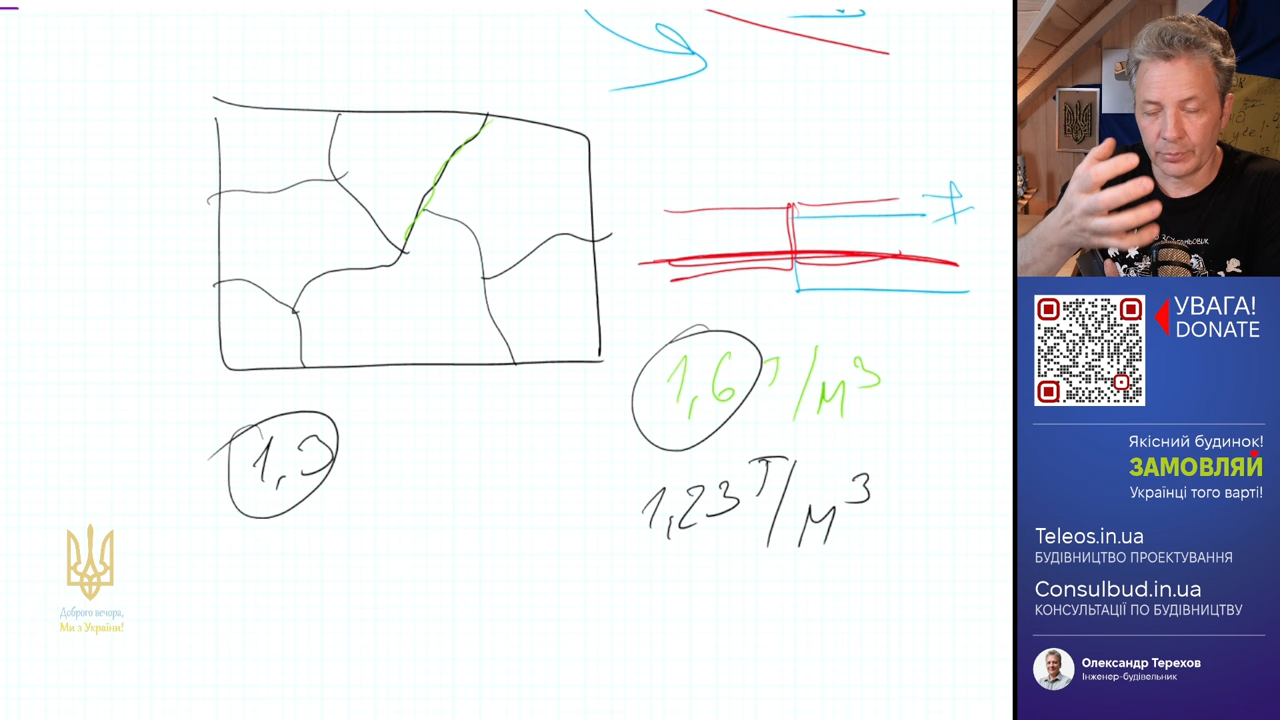 1,3
1,6 т/м³
1,23 т/м³
Доброго вечора,
Ми з України!
УВАГА!
DONATE
Якісний будинок!
ЗАМОВЛЯЙ
Українці того варті!
Teleos.in.ua
БУДІВНИЦТВО ПРОЕКТУВАННЯ
Consulbud.in.ua
КОНСУЛЬТАЦІЇ ПО БУДІВНИЦТВУ
Олександр Терехов
Інженер-будівельник